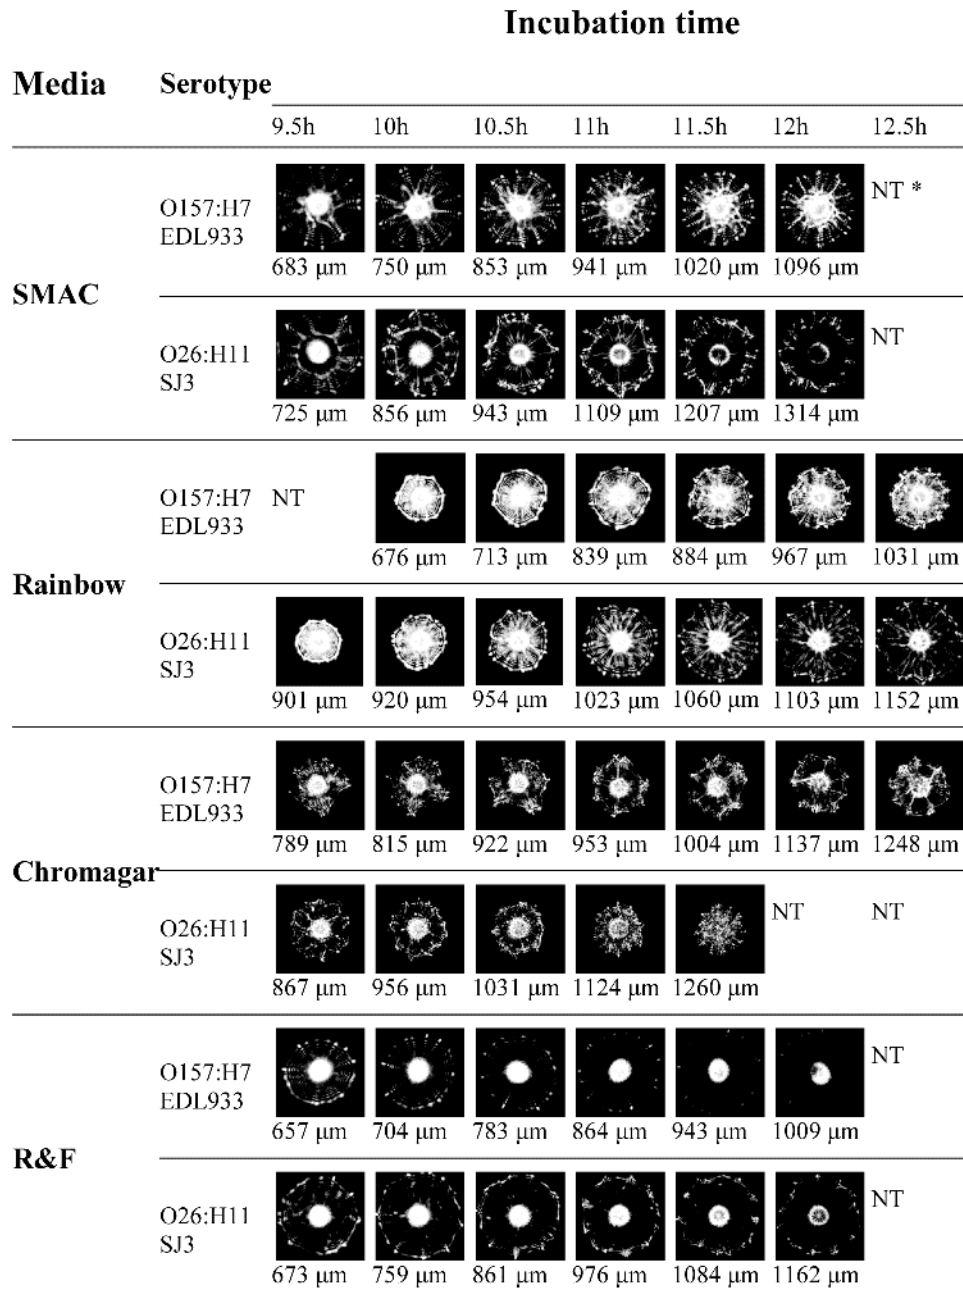 Incubation time
Media Serotype
9.5h 10h 10.5h 11h 11.5h 12h 12.5h
O157:H7
EDL933
NT *
683 μm 750 μm 853 μm 941 μm 1020 μm 1096 μm
SMAC
O26:H11
SJ3
NT
725 μm 856 μm 943 μm 1109 μm 1207 μm 1314 μm
O157:H7
EDL933
NT
676 μm 713 μm 839 μm 884 μm 967 μm 1031 μm
Rainbow
O26:H11
SJ3
901 μm 920 μm 954 μm 1023 μm 1060 μm 1103 μm 1152 μm
O157:H7
EDL933
789 μm 815 μm 922 μm 953 μm 1004 μm 1137 μm 1248 μm
Chromagar
O26:H11
SJ3
NT NT
867 μm 956 μm 1031 μm 1124 μm 1260 μm
O157:H7
EDL933
NT
657 μm 704 μm 783 μm 864 μm 943 μm 1009 μm
R&F
O26:H11
SJ3
NT
673 μm 759 μm 861 μm 976 μm 1084 μm 1162 μm